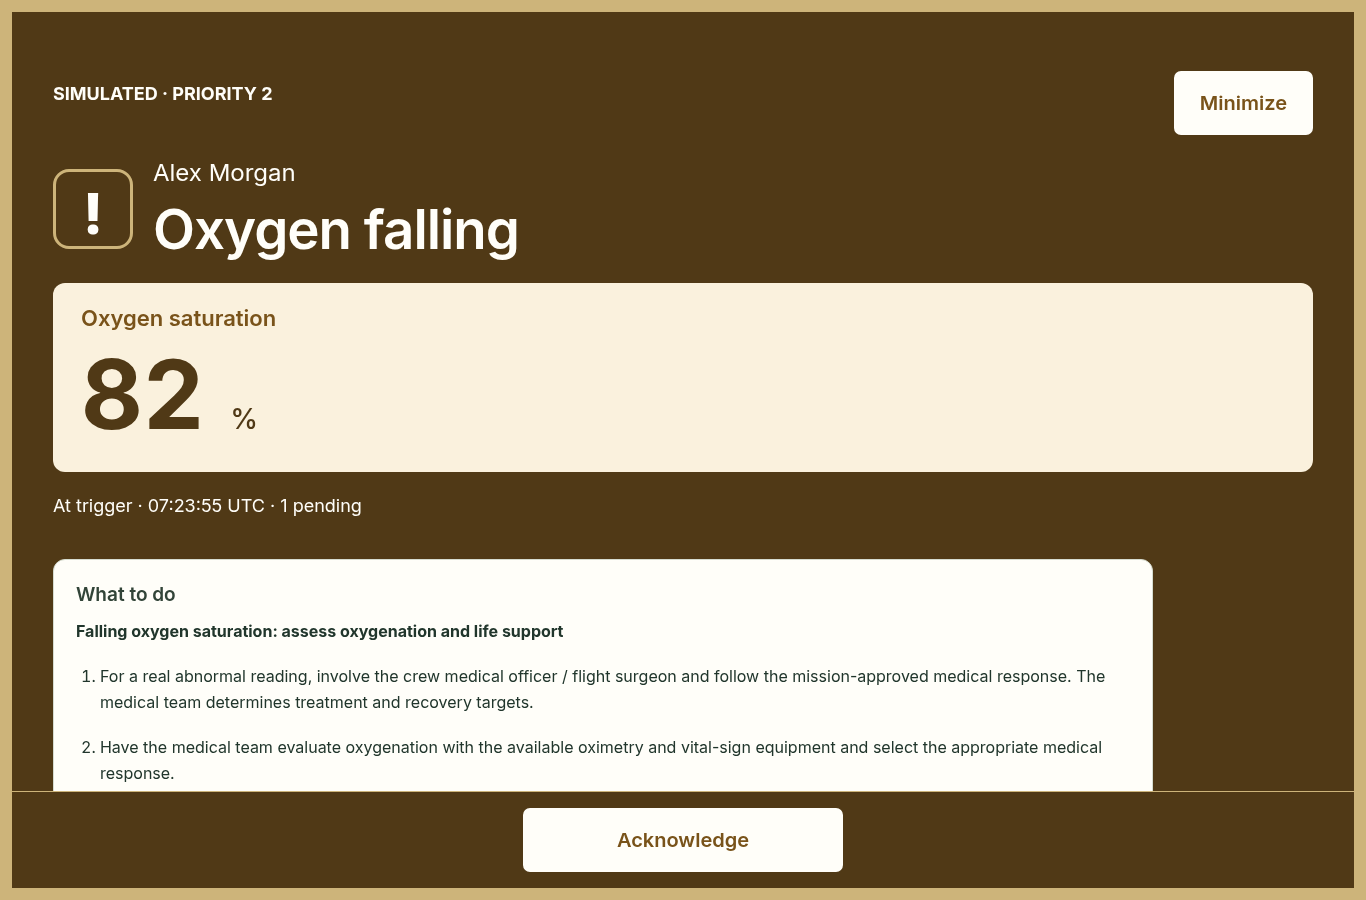 SIMULATED · PRIORITY 2
Minimize
!
Alex Morgan
Oxygen falling
Oxygen saturation
82 %
At trigger · 07:23:55 UTC · 1 pending
What to do
Falling oxygen saturation: assess oxygenation and life support
1. For a real abnormal reading, involve the crew medical officer / flight surgeon and follow the mission-approved medical response. The
medical team determines treatment and recovery targets.
2. Have the medical team evaluate oxygenation with the available oximetry and vital-sign equipment and select the appropriate medical
response.
Acknowledge